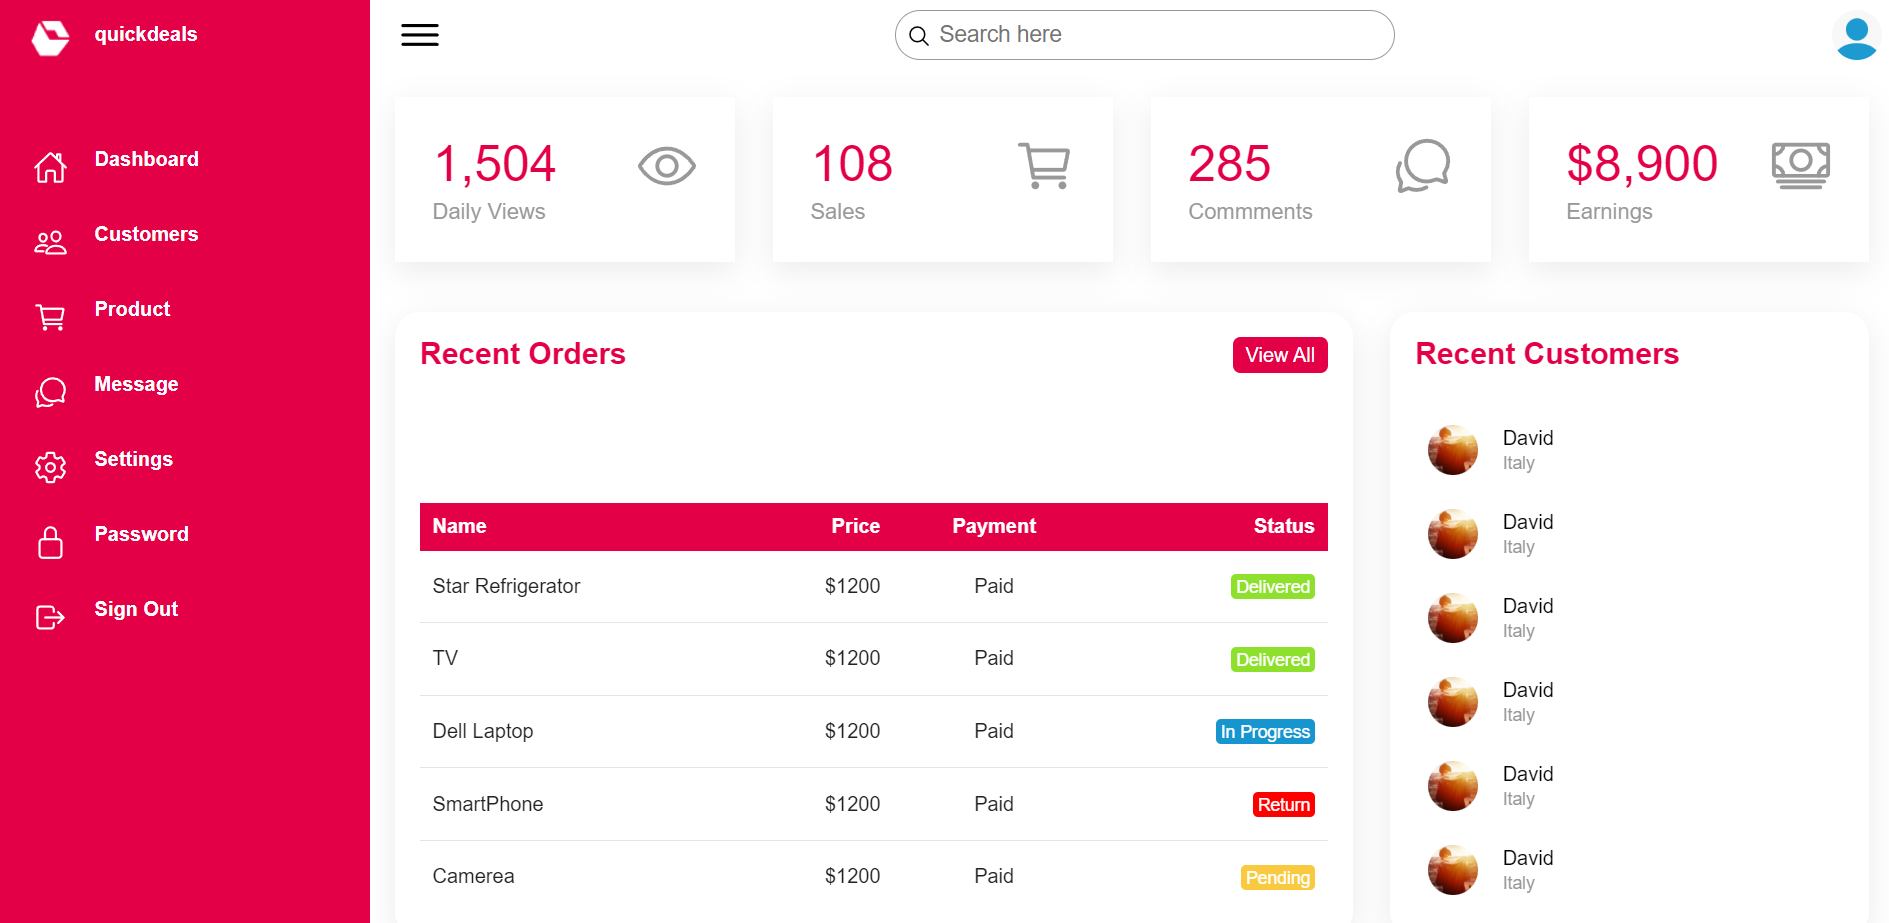 quickdeals
Search here
Dashboard
Customers
Product
Message
Settings
Password
Sign Out
1,504
Daily Views
108
Sales
285
Commments
$8,900
Earnings
Recent Orders
View All
Name Price Payment Status
Star Refrigerator $1200 Paid Delivered
TV $1200 Paid Delivered
Dell Laptop $1200 Paid In Progress
SmartPhone $1200 Paid Return
Camerea $1200 Paid Pending
Recent Customers
David
Italy
David
Italy
David
Italy
David
Italy
David
Italy
David
Italy